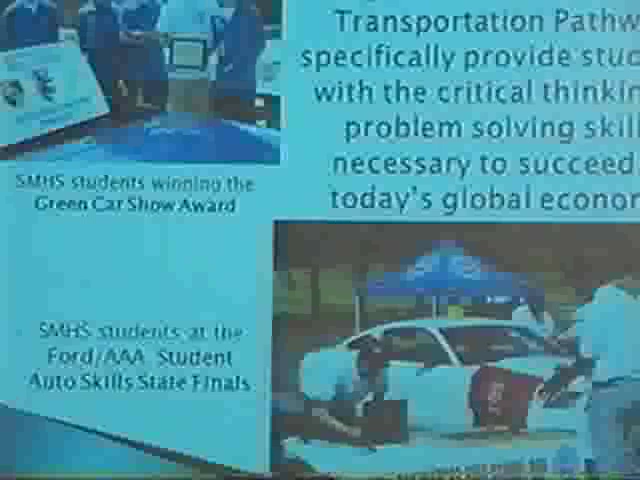 Transportation Pathw
specifically provide stud
with the critical thinkin
problem solving skil
necessary to succeed
today's global econor
SMHS students winning the
Green Car Show Award
SMHS students at the
Ford/AAA Student
Auto Skills State Finals